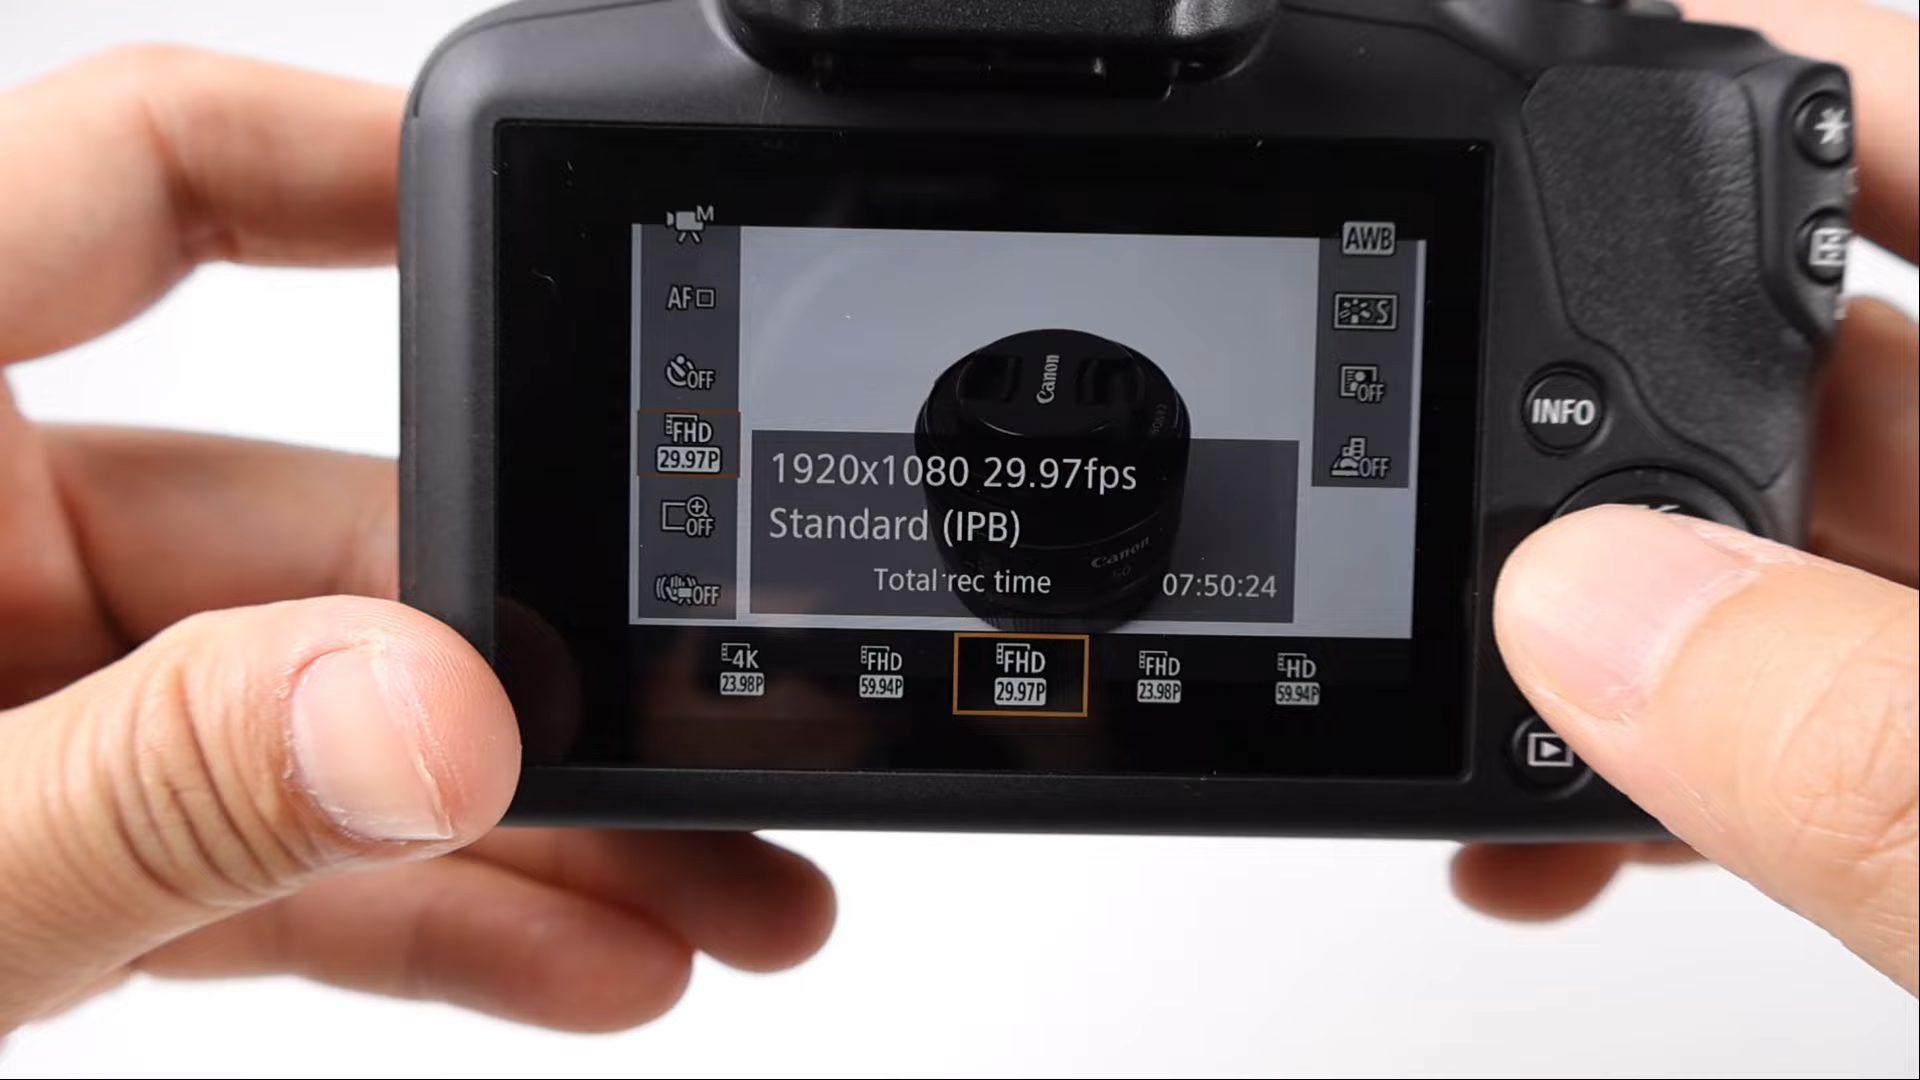 M
AWB
AF
S
OFF
OFF
FHD
29.97P
OFF
OFF
OFF
Canon
1920x1080 29.97fps
Standard (IPB)
Total rec time 07:50:24
Canon
4K
23.98P
FHD
59.94P
FHD
29.97P
FHD
23.98P
HD
59.94P
INFO